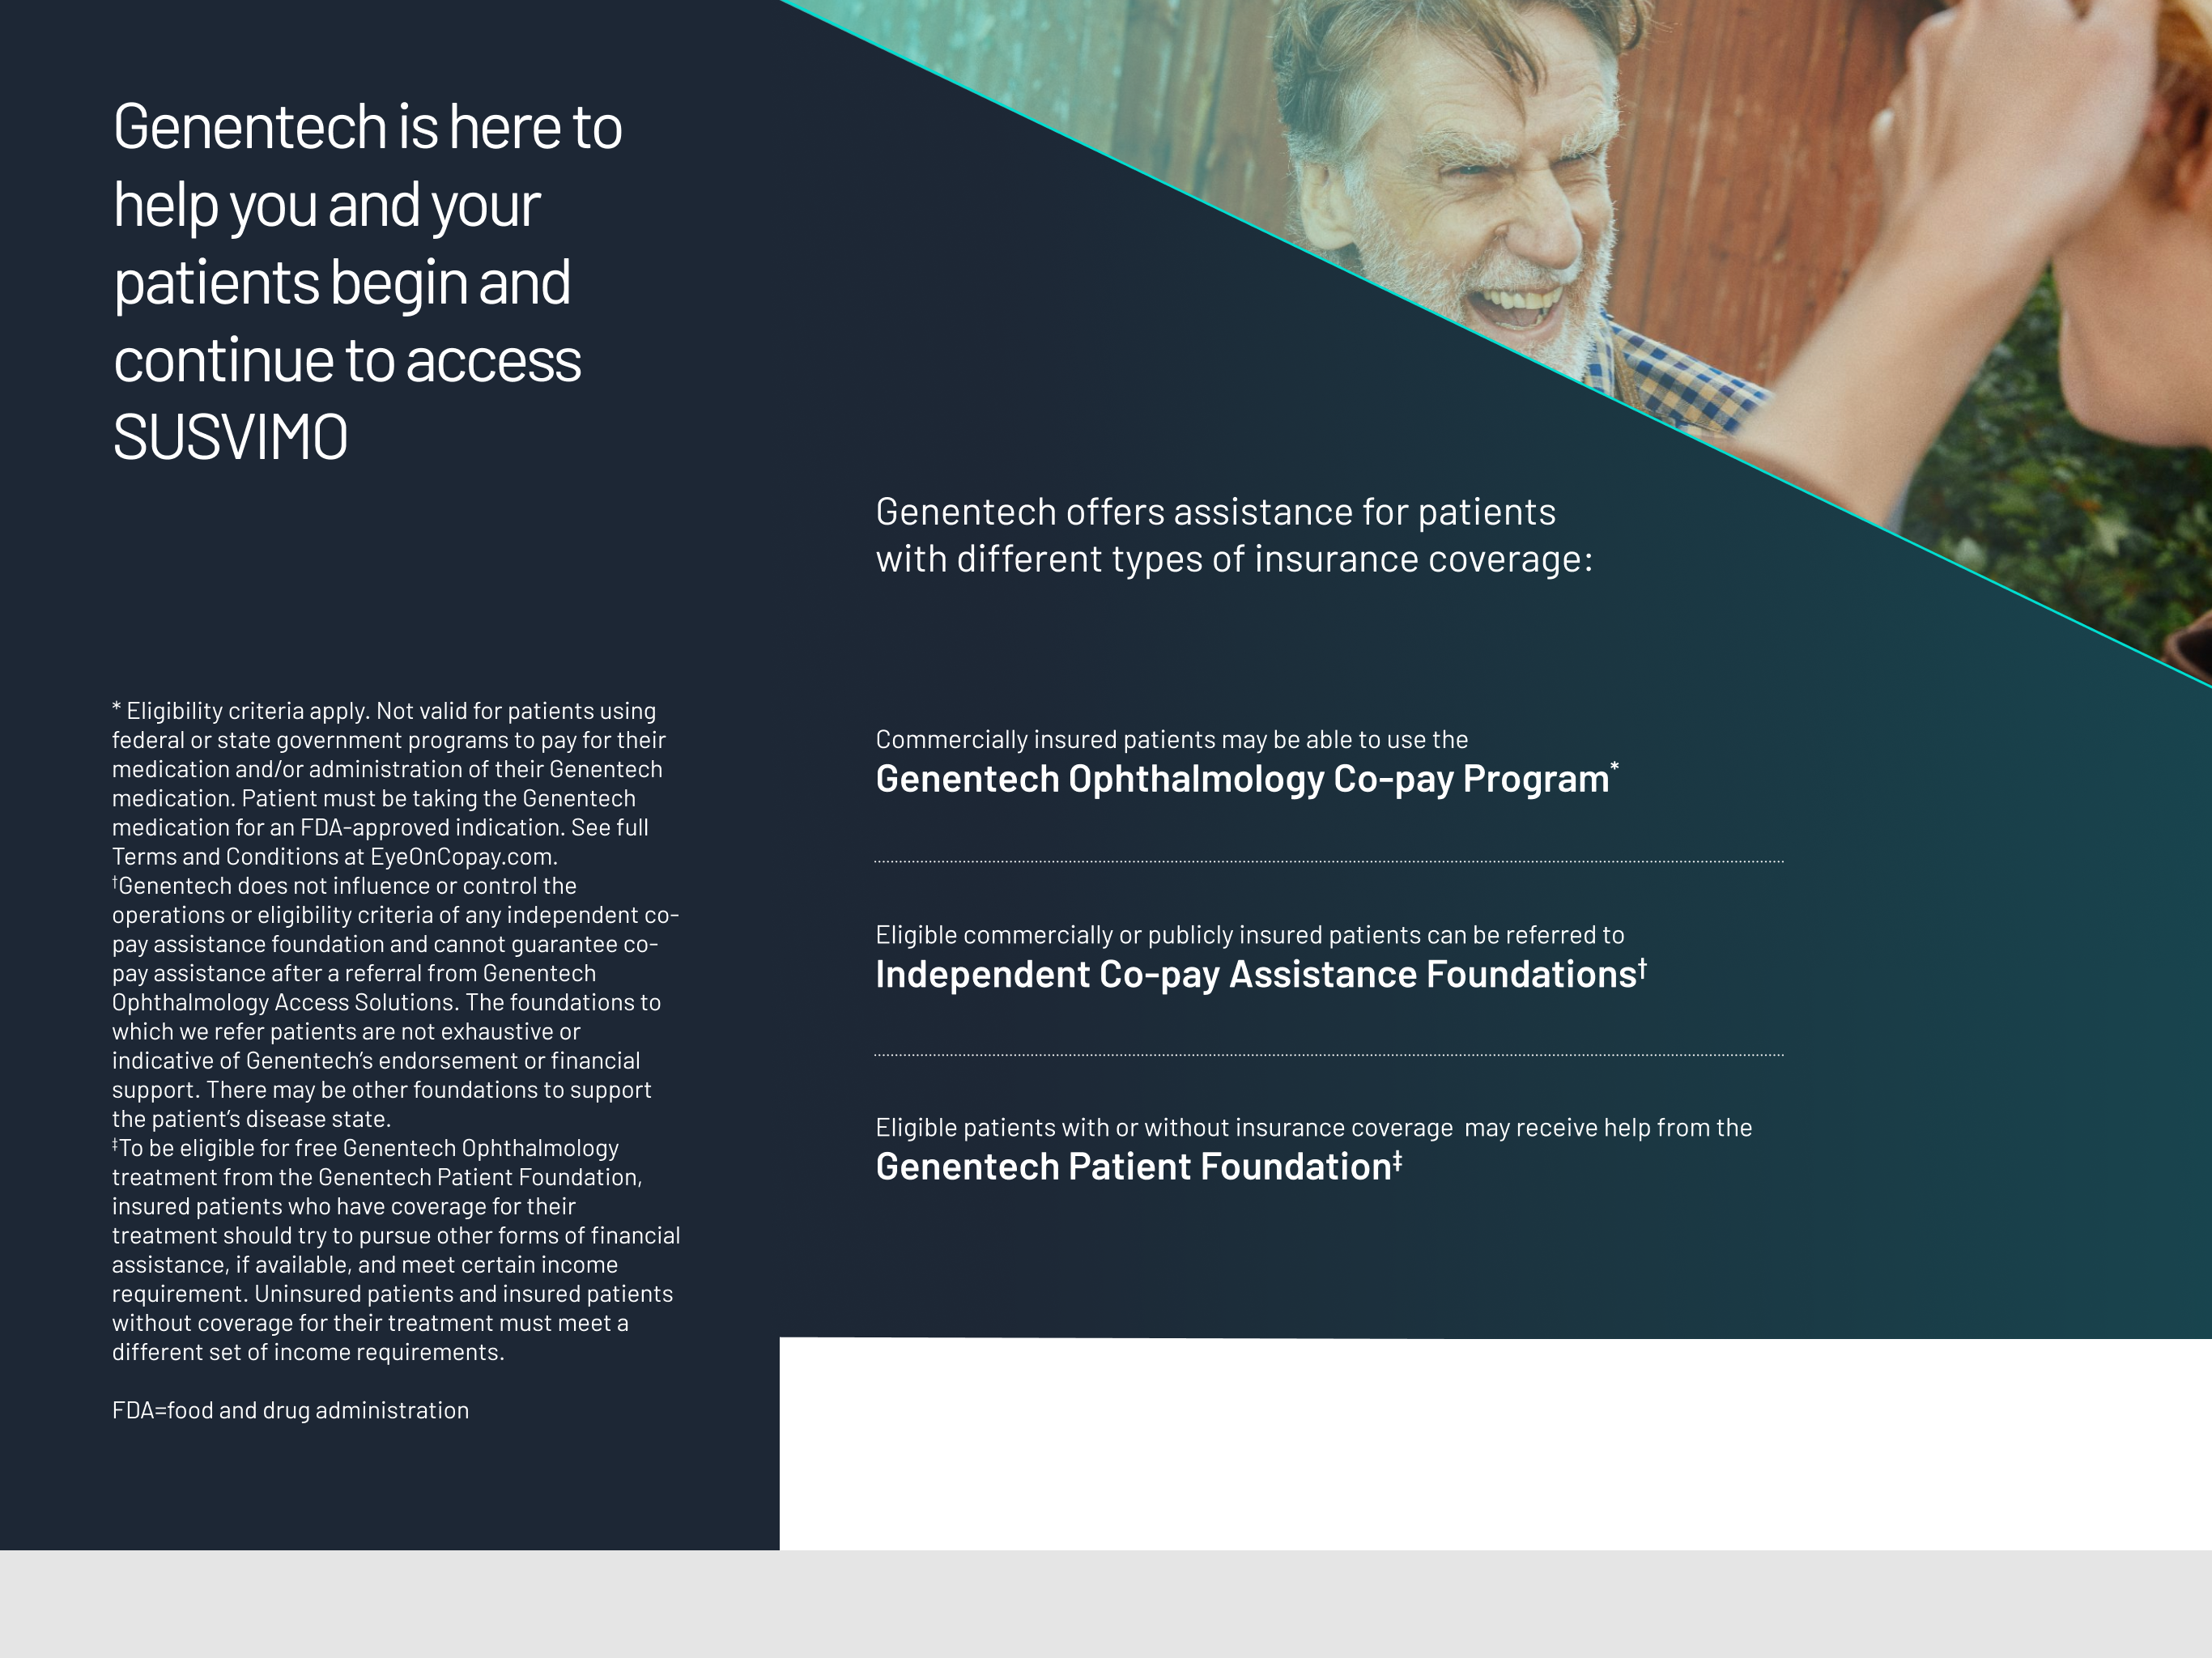 Genentech is here to
help you and your
patients begin and
continue to access
SUSVIMO
* Eligibility criteria apply. Not valid for patients using
federal or state government programs to pay for their
medication and/or administration of their Genentech
medication. Patient must be taking the Genentech
medication for an FDA-approved indication. See full
Terms and Conditions at EyeOnCopay.com.
†Genentech does not influence or control the
operations or eligibility criteria of any independent co-
pay assistance foundation and cannot guarantee co-
pay assistance after a referral from Genentech
Ophthalmology Access Solutions. The foundations to
which we refer patients are not exhaustive or
indicative of Genentech’s endorsement or financial
support. There may be other foundations to support
the patient’s disease state.
‡To be eligible for free Genentech Ophthalmology
treatment from the Genentech Patient Foundation,
insured patients who have coverage for their
treatment should try to pursue other forms of financial
assistance, if available, and meet certain income
requirement. Uninsured patients and insured patients
without coverage for their treatment must meet a
different set of income requirements.
FDA=food and drug administration
Genentech offers assistance for patients
with different types of insurance coverage:
Commercially insured patients may be able to use the
Genentech Ophthalmology Co-pay Program*
Eligible commercially or publicly insured patients can be referred to
Independent Co-pay Assistance Foundations†
Eligible patients with or without insurance coverage  may receive help from the
Genentech Patient Foundation‡